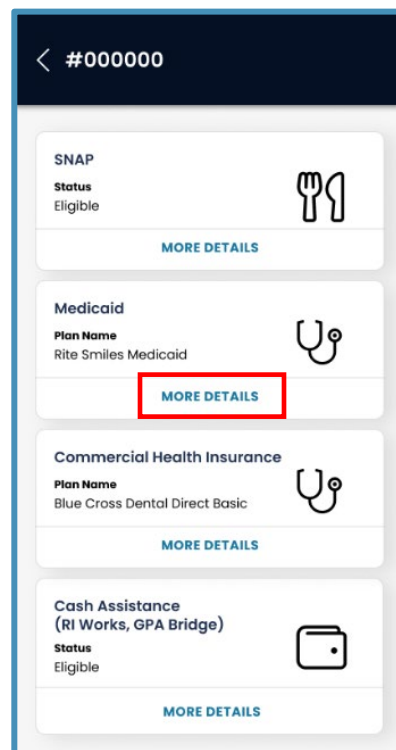 #000000
SNAP
Status
Eligible
MORE DETAILS
Medicaid
Plan Name
Rite Smiles Medicaid
MORE DETAILS
Commercial Health Insurance
Plan Name
Blue Cross Dental Direct Basic
MORE DETAILS
Cash Assistance
(RI Works, GPA Bridge)
Status
Eligible
MORE DETAILS